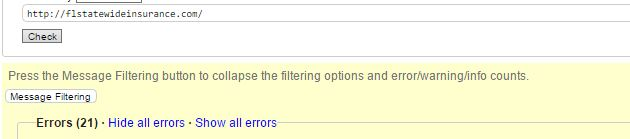 http://flstatewideinsurance.com/
Check
Press the Message Filtering button to collapse the filtering options and error/warning/info counts.
Message Filtering
Errors (21) · Hide all errors · Show all errors